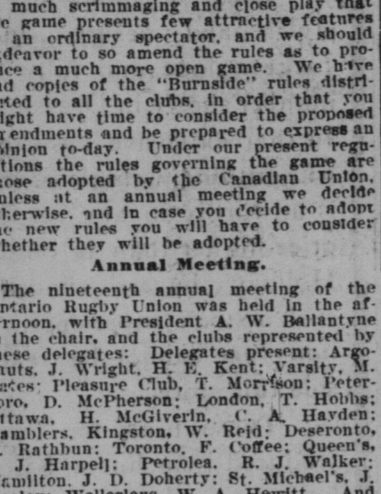 much scrimmaging and close play that
e game presents few attractive features
an ordinary spectator, and we should
deavor to so amend the rules as to pro-
ce a much more open game. We have
d copies of the "Burnside" rules distri-
ted to all the clubs, in order that you
ight have time to consider the proposed
endments and be prepared to express an
inion to-day. Under our present regu-
tions the rules governing the game are
ose adopted by the Canadian Union,
nless at an annual meeting we decide
herwise, and in case you decide to adopt
e new rules you will have to consider
hether they will be adopted.
Annual Meeting.
The nineteenth annual meeting of the
ntario Rugby Union was held in the af-
rnoon, with President A. W. Ballantyne
the chair, and the clubs represented by
ese delegates: Delegates present: Argo-
nuts, J. Wright, H. E. Kent; Varsity, M.
ates; Pleasure Club, T. Morrison; Peter-
oro, D. McPherson; London, T. Hobbs;
ttawa, H. McGiverin, C. A. Hayden;
amblers, Kingston, W. Reid; Deseronto,
Rathbun; Toronto, F. Coffee; Queen's,
J. Harpell; Petrolea, R. J. Walker;
amilton, J. D. Doherty; St. Michael's, J.
W. A. Hewitt. And